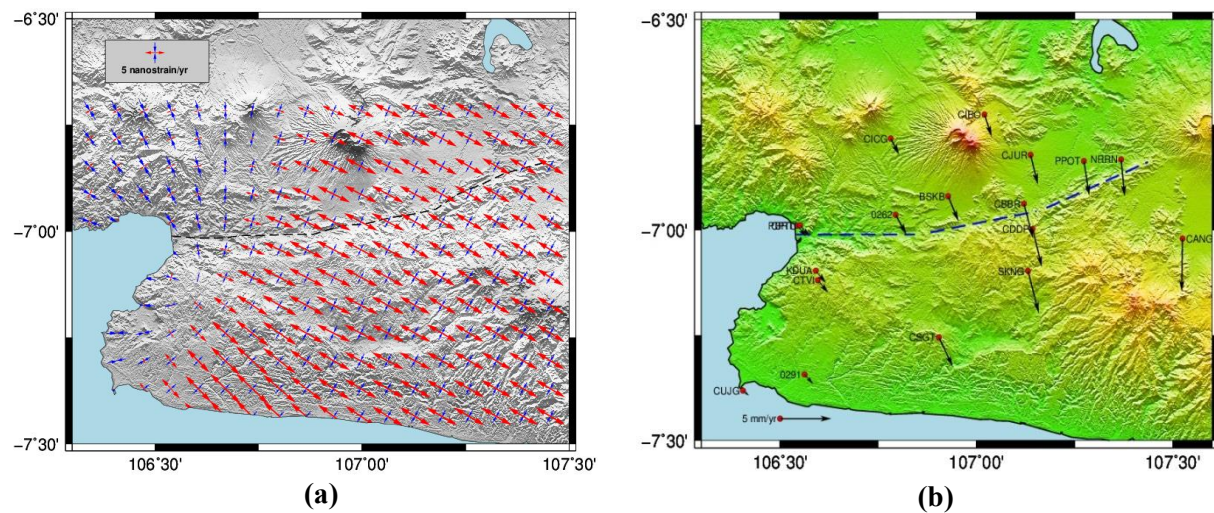 −6˚30'
5 nanostrain/yr
−7˚00'
−7˚30'
106˚30'
107˚00'
107˚30'
(a)
−6˚30'
CIBO
CICG
CJUR
PPOT
NRRN
BSKB
CBBR
0262
CDDP
CANG
−7˚00'
KDUA
CTVI
SKNG
CSGT
0291
CUJG
5 mm/yr
−7˚30'
106˚30'
107˚00'
107˚30'
(b)